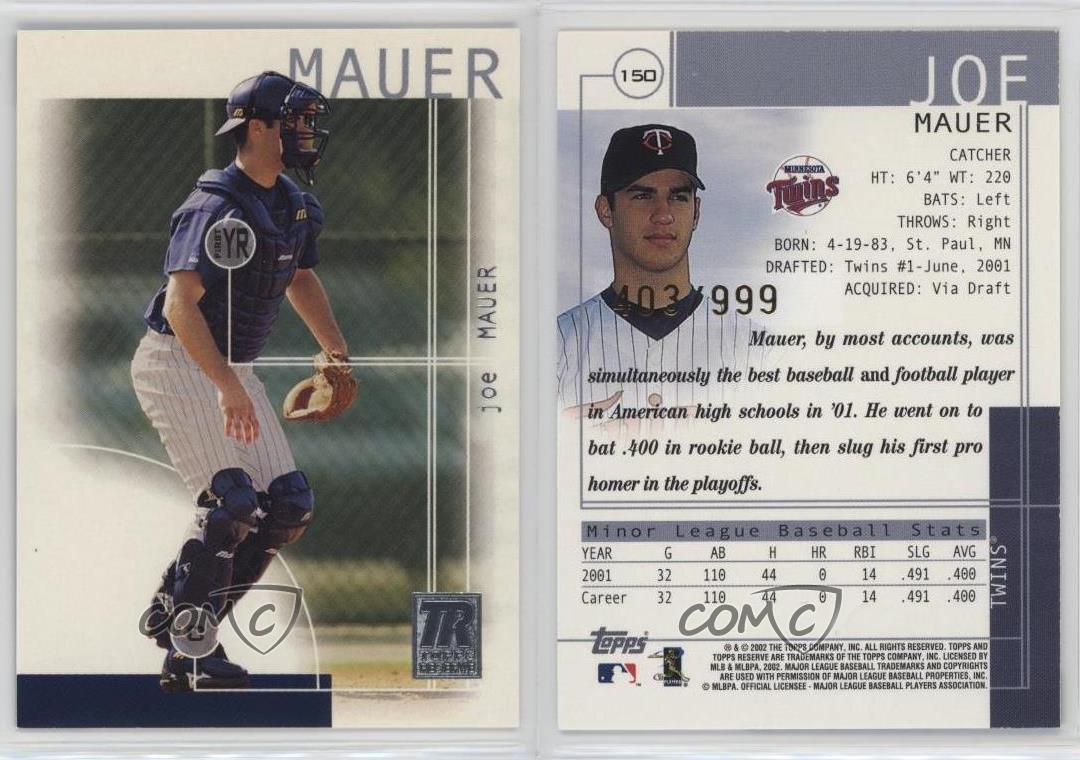 MAUER
FIRST YR
Joe MAUER
C
TR
TOPPS
RESERVE
COMC
150
JOE
MAUER
CATCHER
HT: 6'4" WT: 220
BATS: Left
THROWS: Right
BORN: 4-19-83, St. Paul, MN
DRAFTED: Twins #1-June, 2001
ACQUIRED: Via Draft
MINNESOTA
Twins
403/999
Mauer, by most accounts, was
simultaneously the best baseball and football player
in American high schools in '01. He went on to
bat .400 in rookie ball, then slug his first pro
homer in the playoffs.
Minor League Baseball Stats
YEAR G AB H HR RBI SLG AVG
2001 32 110 44 0 14 .491 .400
Career 32 110 44 0 14 .491 .400
TWINS®
COMC
Topps
® & © 2002 THE TOPPS COMPANY, INC. ALL RIGHTS RESERVED. TOPPS AND
TOPPS RESERVE ARE TRADEMARKS OF THE TOPPS COMPANY, INC. LICENSED BY
MLB & MLBPA, 2002. MAJOR LEAGUE BASEBALL TRADEMARKS AND COPYRIGHTS
ARE USED WITH PERMISSION OF MAJOR LEAGUE BASEBALL PROPERTIES, INC.
© MLBPA. OFFICIAL LICENSEE - MAJOR LEAGUE BASEBALL PLAYERS ASSOCIATION.